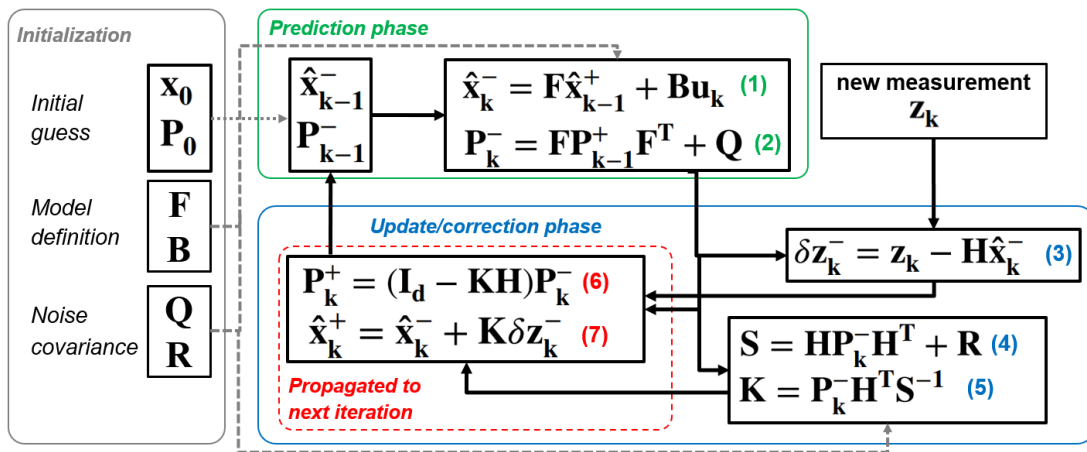 Initialization
Initial
guess
x₀
P₀
Model
definition
F
B
Noise
covariance
Q
R
Prediction phase
x̂⁻ₖ₋₁
P⁻ₖ₋₁
x̂⁻ₖ = Fx̂⁺ₖ₋₁ + Buₖ (1)
P⁻ₖ = FP⁺ₖ₋₁Fᵀ + Q (2)
new measurement
zₖ
Update/correction phase
δz⁻ₖ = zₖ − Hx̂⁻ₖ (3)
P⁺ₖ = (I_d − KH)P⁻ₖ (6)
x̂⁺ₖ = x̂⁻ₖ + Kδz⁻ₖ (7)
Propagated to
next iteration
S = HP⁻ₖHᵀ + R (4)
K = P⁻ₖHᵀS⁻¹ (5)